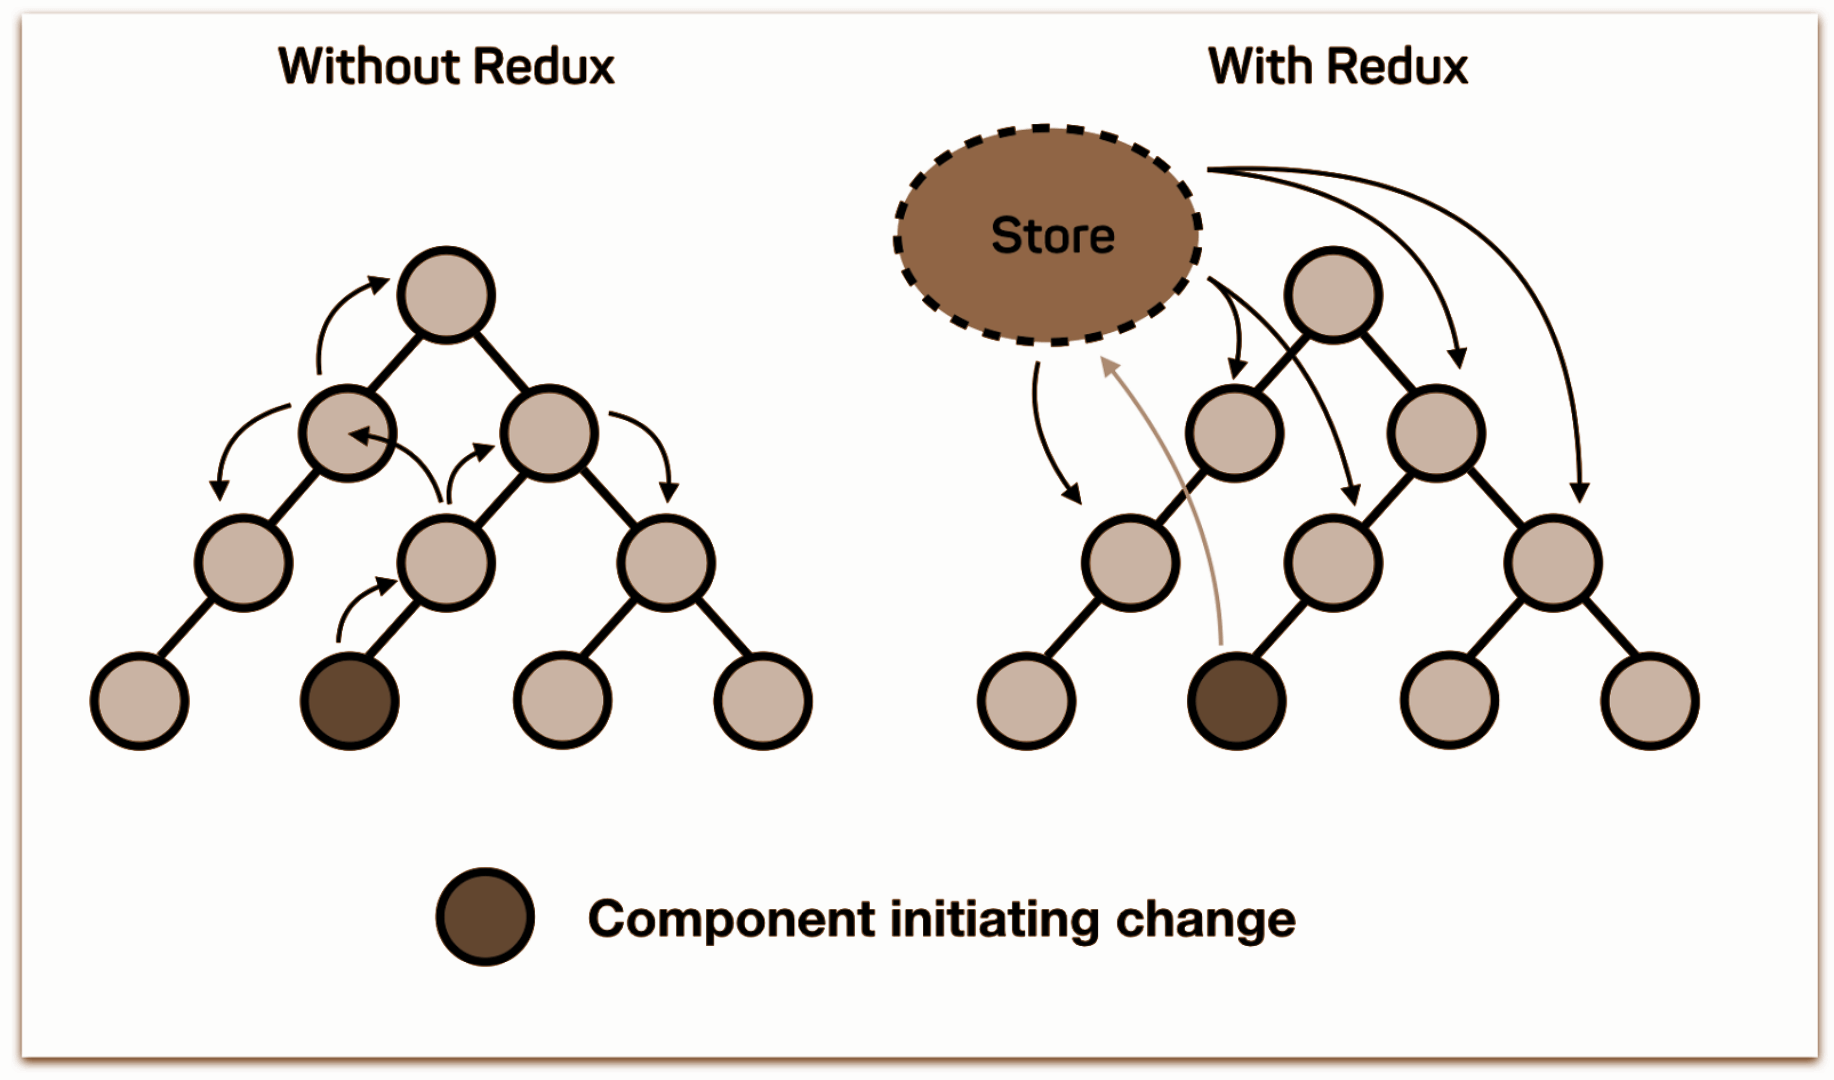 Without Redux
With Redux
Store
Component initiating change